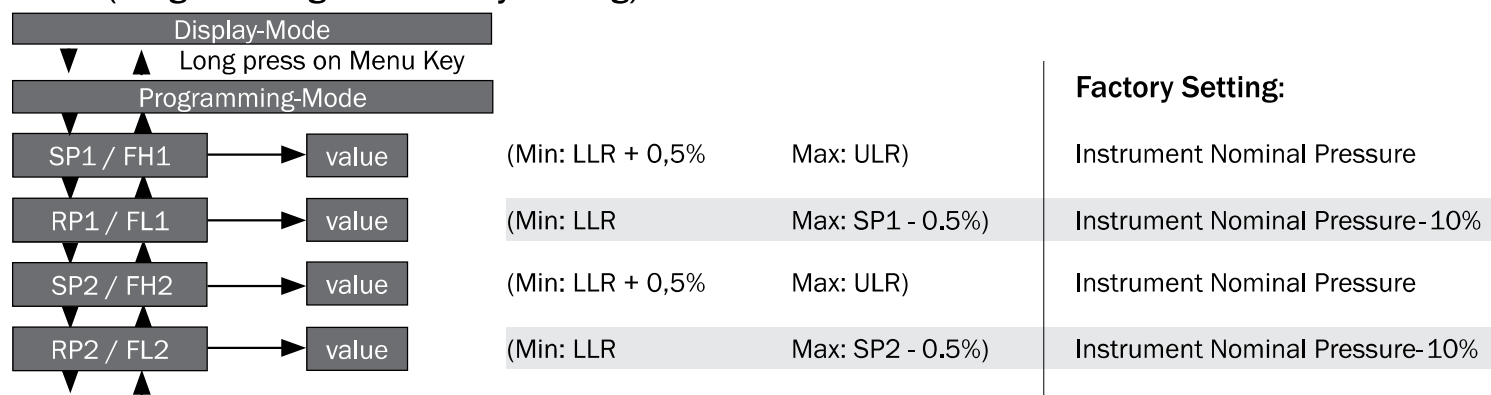 Display-Mode
Long press on Menu Key
Programming-Mode
Factory Setting:
SP1 / FH1 value (Min: LLR + 0,5% Max: ULR) Instrument Nominal Pressure
RP1 / FL1 value (Min: LLR Max: SP1 - 0.5%) Instrument Nominal Pressure-10%
SP2 / FH2 value (Min: LLR + 0,5% Max: ULR) Instrument Nominal Pressure
RP2 / FL2 value (Min: LLR Max: SP2 - 0.5%) Instrument Nominal Pressure-10%